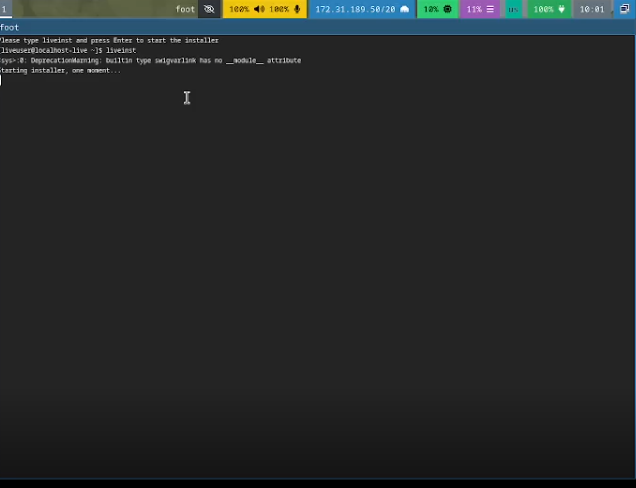 1 foot 100% 100% 172.31.189.50/20 10% 11% us 100% 10:01
foot
Please type liveinst and press Enter to start the installer
[liveuser@localhost-live ~]$ liveinst
<sys>:0: DeprecationWarning: builtin type swigvarlink has no __module__ attribute
Starting installer, one moment...